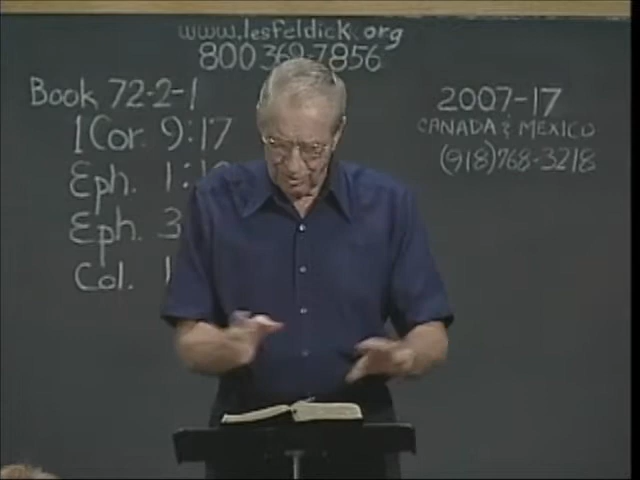 www.lesfeldick.org
800 369-7856
Book 72-2-1
1Cor 9:17
Eph. 1:
Eph. 3
Col. 1
2007-17
CANADA & MEXICO
(918)768-3218